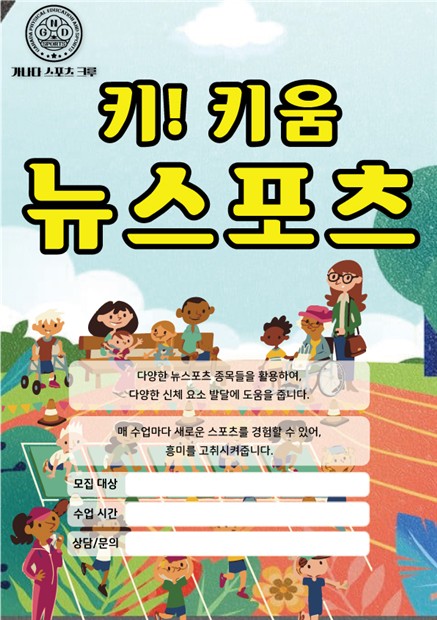 GND
SPORTS
가나다 스포츠 크루
키! 키움
뉴스포츠
다양한 뉴스포츠 종목들을 활용하여,
다양한 신체 요소 발달에 도움을 줍니다.
매 수업마다 새로운 스포츠를 경험할 수 있어,
흥미를 고취시켜줍니다.
모집 대상
수업 시간
상담/문의